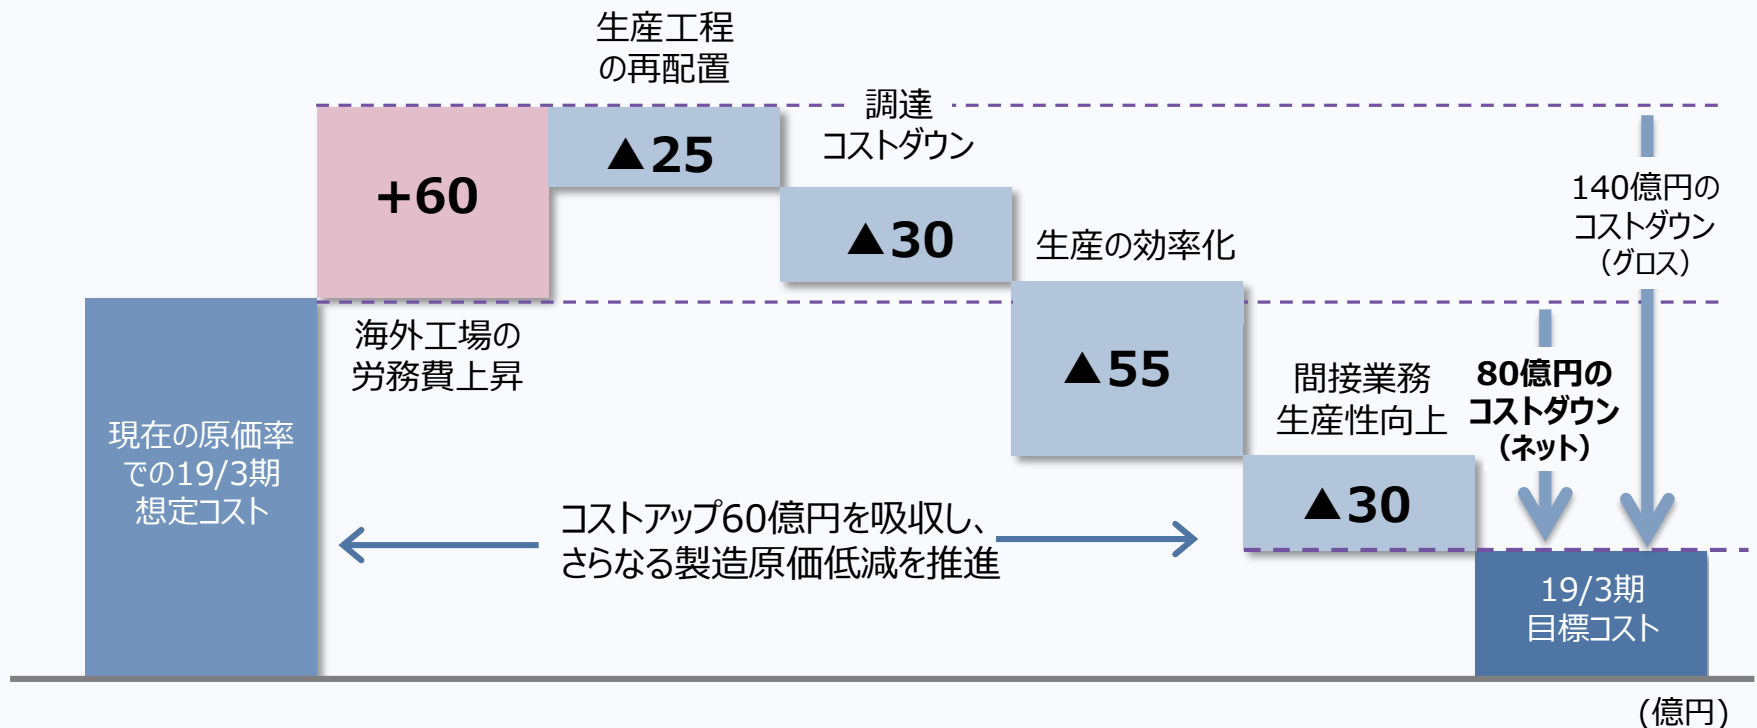 生産工程
の再配置
調達
コストダウン
+60
▲25
▲30
生産の効率化
140億円の
コストダウン
（グロス）
海外工場の
労務費上昇
▲55
間接業務
生産性向上
80億円の
コストダウン
（ネット）
現在の原価率
での19/3期
想定コスト
コストアップ60億円を吸収し、
さらなる製造原価低減を推進
▲30
19/3期
目標コスト
(億円)